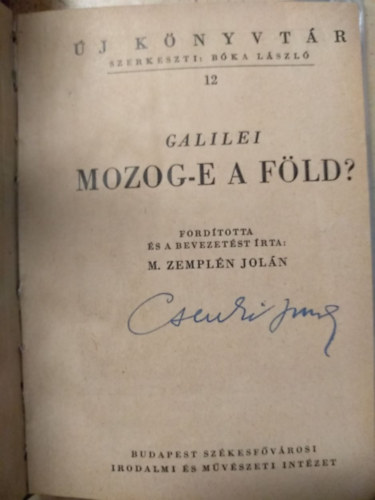 ÚJ KÖNYVTÁR
SZERKESZTI: BÓKA LÁSZLÓ
12
GALILEI
MOZOG-E A FÖLD?
FORDÍTOTTA
ÉS A BEVEZETÉST ÍRTA:
M. ZEMPLÉN JOLÁN
BUDAPEST SZÉKESFŐVÁROSI
IRODALMI ÉS MŰVÉSZETI INTÉZET